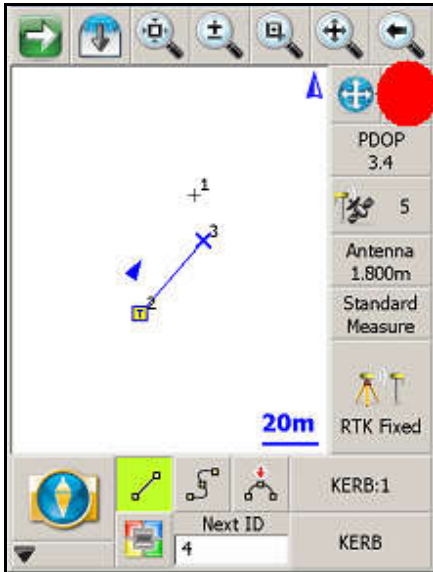 PDOP
3.4
1
5
3
Antenna
1.800m
2
T
Standard
Measure
20m
RTK Fixed
KERB:1
Next ID
4
KERB